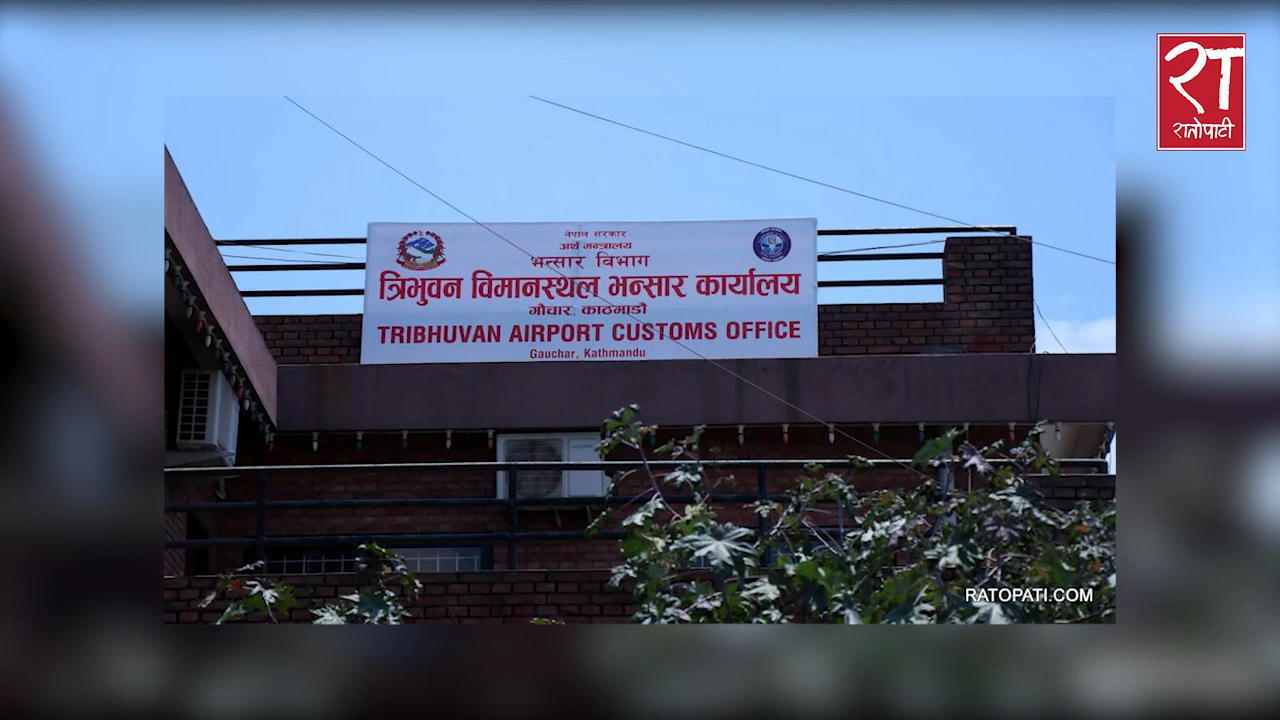 रा
रातोपाटी
नेपाल सरकार
अर्थ मन्त्रालय
भन्सार विभाग
त्रिभुवन विमानस्थल भन्सार कार्यालय
गौचार, काठमाडौं
TRIBHUVAN AIRPORT CUSTOMS OFFICE
Gauchar, Kathmandu
RATOPATI.COM